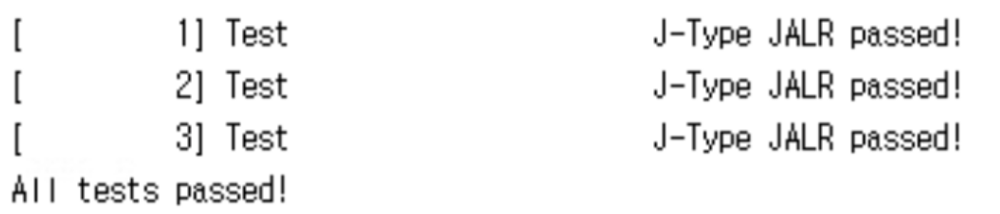 [         1] Test                      J-Type JALR passed!
[         2] Test                      J-Type JALR passed!
[         3] Test                      J-Type JALR passed!
All tests passed!